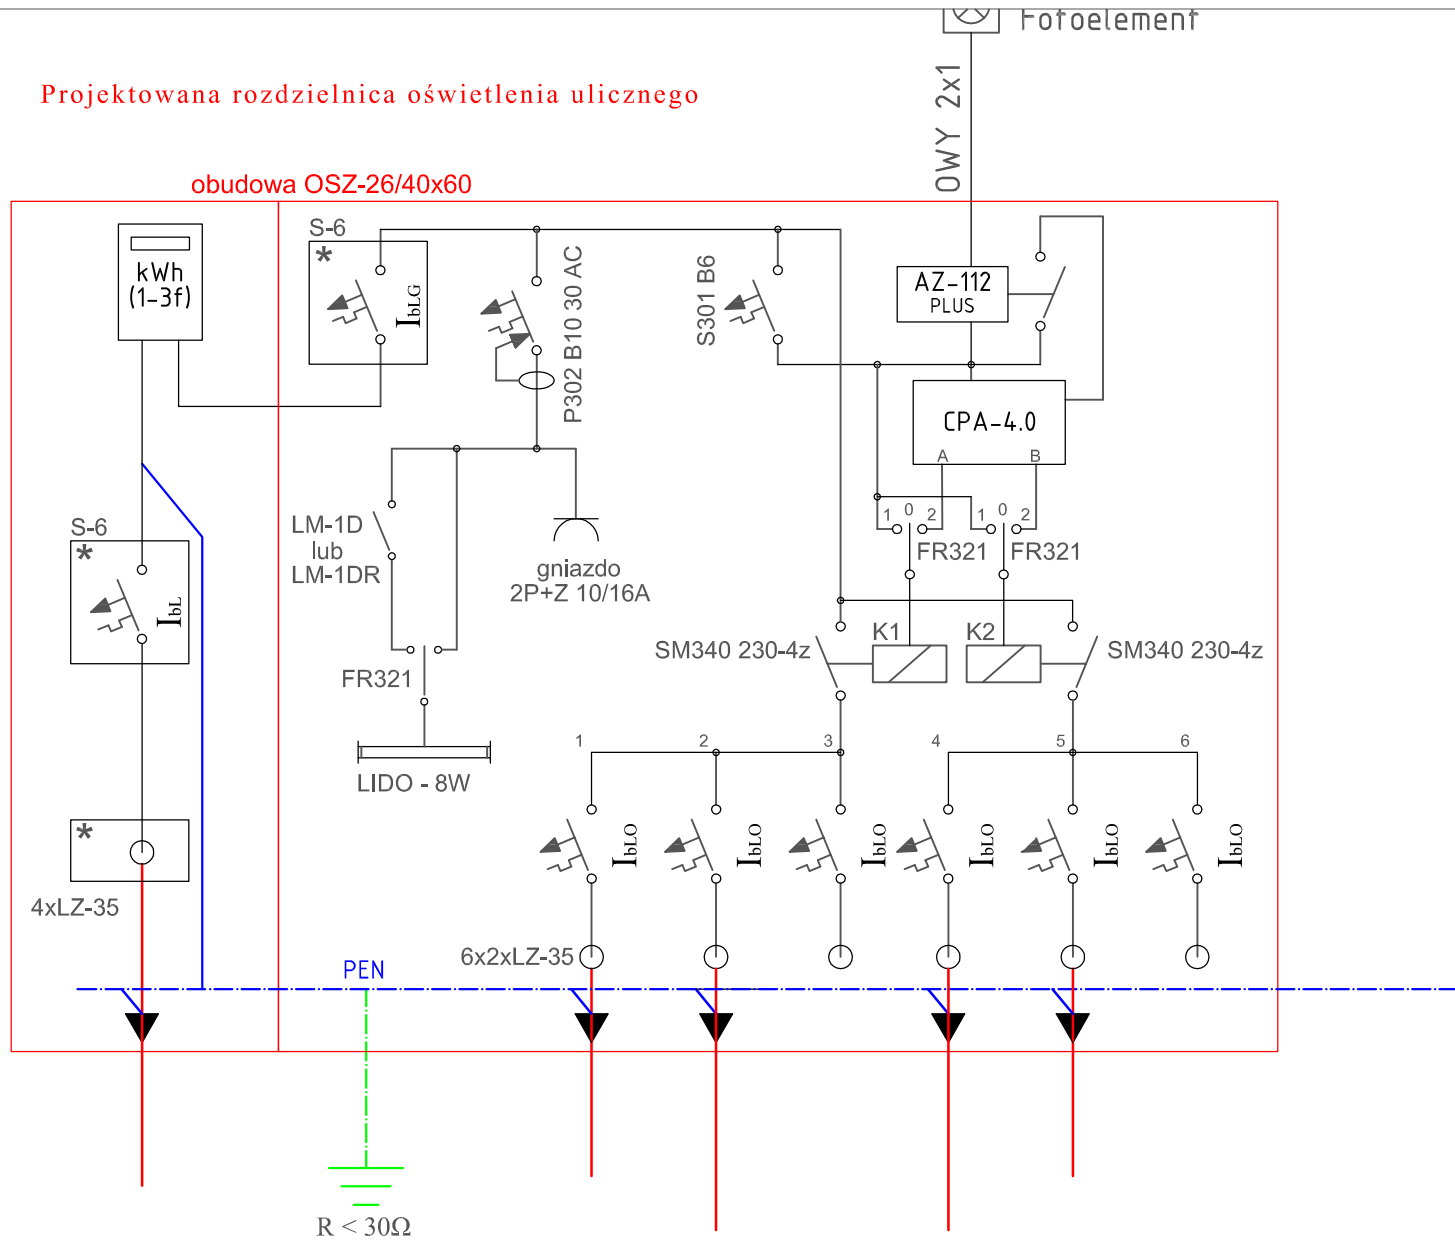 Fotoelement
OWY 2x1
Projektowana rozdzielnica oświetlenia ulicznego
obudowa OSZ-26/40x60
kWh
(1-3f)
S-6
*
IbLG
P302 B10 30 AC
S301 B6
AZ-112
PLUS
CPA-4.0
A
B
1
0
2
1
0
2
FR321
FR321
LM-1D
lub
LM-1DR
gniazdo
2P+Z 10/16A
S-6
*
IbL
FR321
LIDO - 8W
SM340 230-4z
K1
K2
SM340 230-4z
1
2
3
4
5
6
IbLO
IbLO
IbLO
IbLO
IbLO
IbLO
*
4xLZ-35
6x2xLZ-35
PEN
R < 30Ω